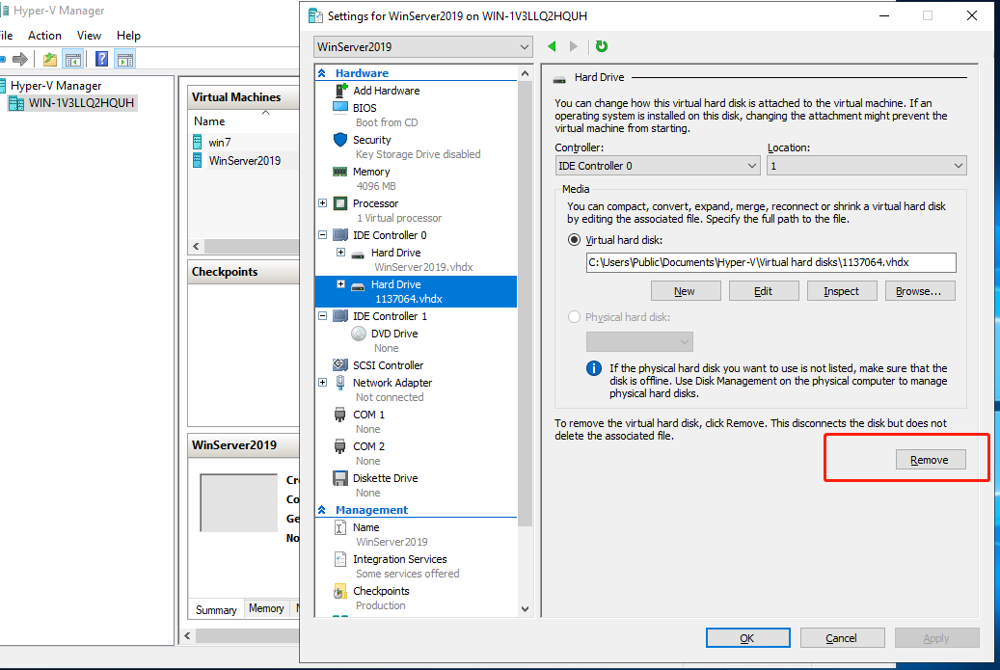 Hyper-V Manager
ile Action View Help
Hyper-V Manager
WIN-1V3LLQ2HQUH
Virtual Machines
Name
win7
WinServer2019
Checkpoints
WinServer2019
Cre
Co
Ge
No
Summary Memory N
Settings for WinServer2019 on WIN-1V3LLQ2HQUH
WinServer2019
Hardware
Add Hardware
BIOS
Boot from CD
Security
Key Storage Drive disabled
Memory
4096 MB
Processor
1 Virtual processor
IDE Controller 0
Hard Drive
WinServer2019.vhdx
Hard Drive
1137064.vhdx
IDE Controller 1
DVD Drive
None
SCSI Controller
Network Adapter
Not connected
COM 1
None
COM 2
None
Diskette Drive
None
Management
Name
WinServer2019
Integration Services
Some services offered
Checkpoints
Production
Hard Drive
You can change how this virtual hard disk is attached to the virtual machine. If an
operating system is installed on this disk, changing the attachment might prevent the
virtual machine from starting.
Controller: Location:
IDE Controller 0 1
Media
You can compact, convert, expand, merge, reconnect or shrink a virtual hard disk
by editing the associated file. Specify the full path to the file.
Virtual hard disk:
C:\Users\Public\Documents\Hyper-V\Virtual hard disks\1137064.vhdx
New Edit Inspect Browse...
Physical hard disk:
If the physical hard disk you want to use is not listed, make sure that the
disk is offline. Use Disk Management on the physical computer to manage
physical hard disks.
To remove the virtual hard disk, click Remove. This disconnects the disk but does not
delete the associated file.
Remove
OK Cancel Apply